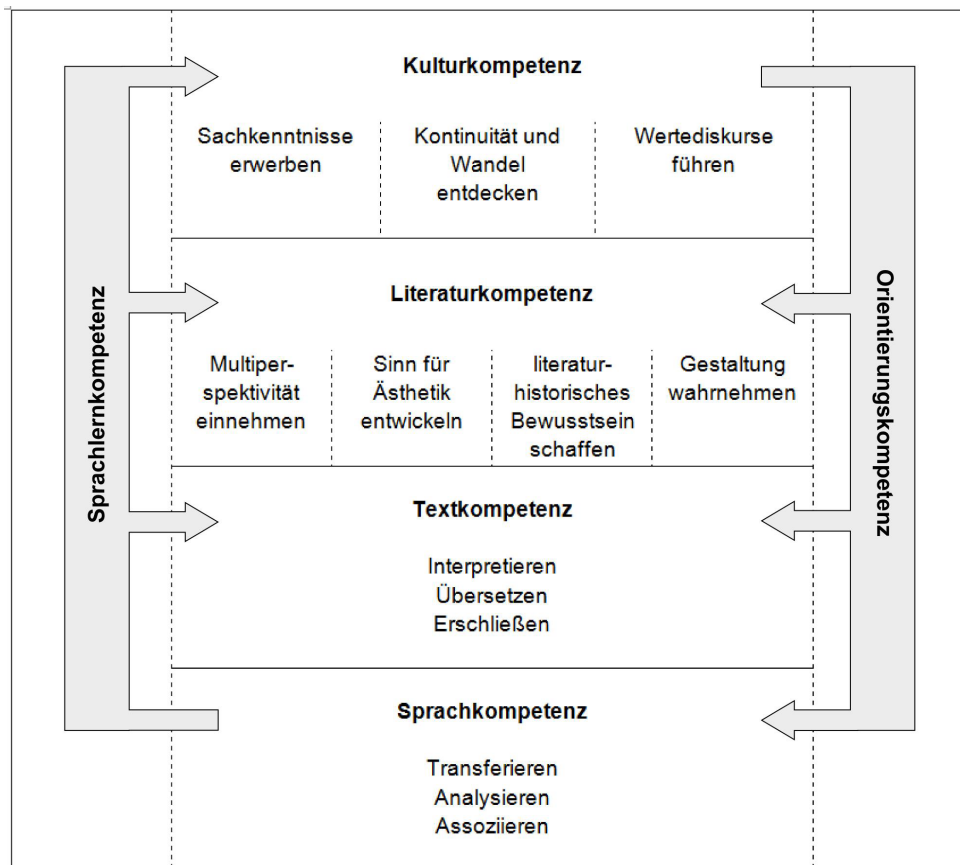 Kulturkompetenz
Sachkenntnisse
erwerben
Kontinuität und
Wandel
entdecken
Wertediskurse
führen
Sprachlernkompetenz
Orientierungskompetenz
Literaturkompetenz
Multiper-
spektivität
einnehmen
Sinn für
Ästhetik
entwickeln
literatur-
historisches
Bewusstsein
schaffen
Gestaltung
wahrnehmen
Textkompetenz
Interpretieren
Übersetzen
Erschließen
Sprachkompetenz
Transferieren
Analysieren
Assoziieren